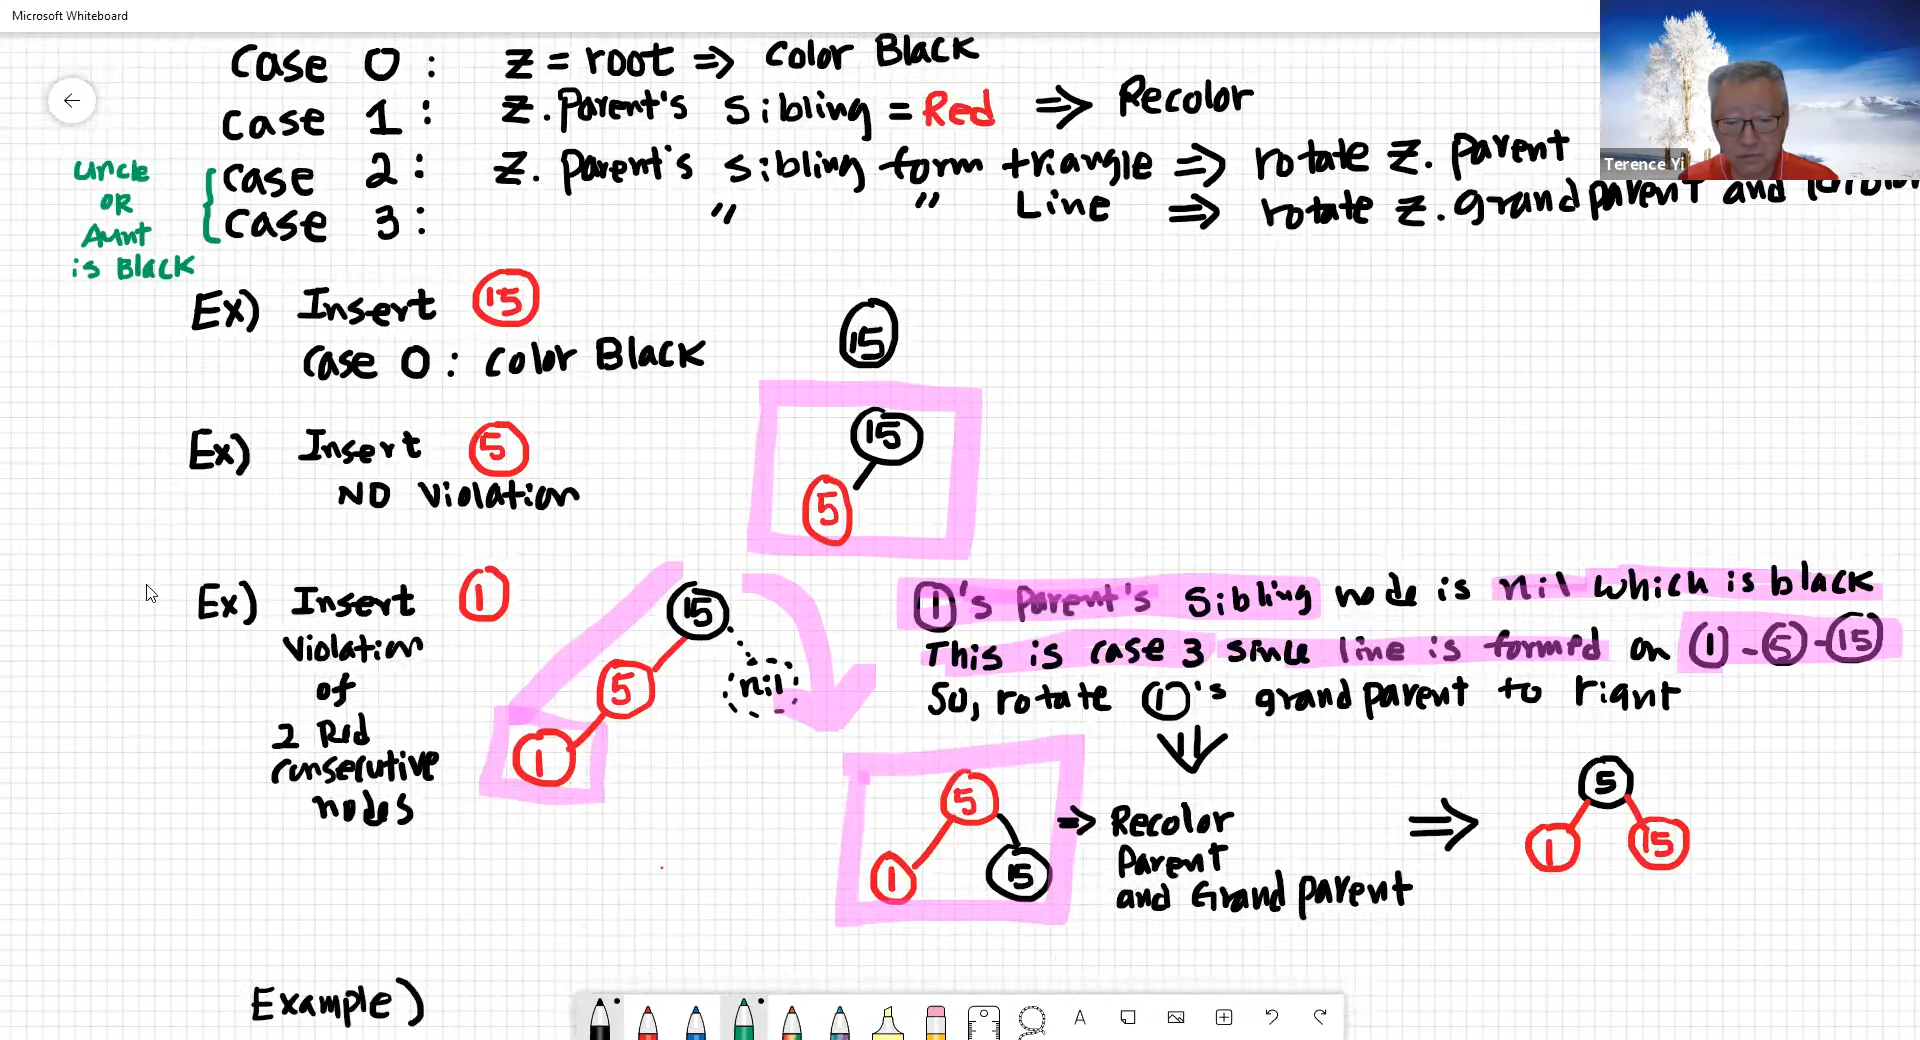 Microsoft Whiteboard
Case 0 : z = root ⇒ Color Black
Case 1 : z.Parent's Sibling = Red ⇒ Recolor
Case 2 : z. parent's sibling form triangle ⇒ rotate z. parent
Case 3 : " " Line ⇒ rotate z. grandparent and
uncle
OR
Aunt
is Black
Terence Yi
Ex) Insert 15
Case 0 : Color Black
15
Ex) Insert 5
NO Violation
15
5
Ex) Insert 1
Violation
of
2 Red
consecutive
nodes
15
5
nil
1
1's parent's sibling node is nil which is black
This is case 3 since line is formed on 1 - 5 - 15
So, rotate 1's grandparent to right
5
1
15
⇒ Recolor
Parent
and Grandparent
⇒
5
1
15
Example)
A